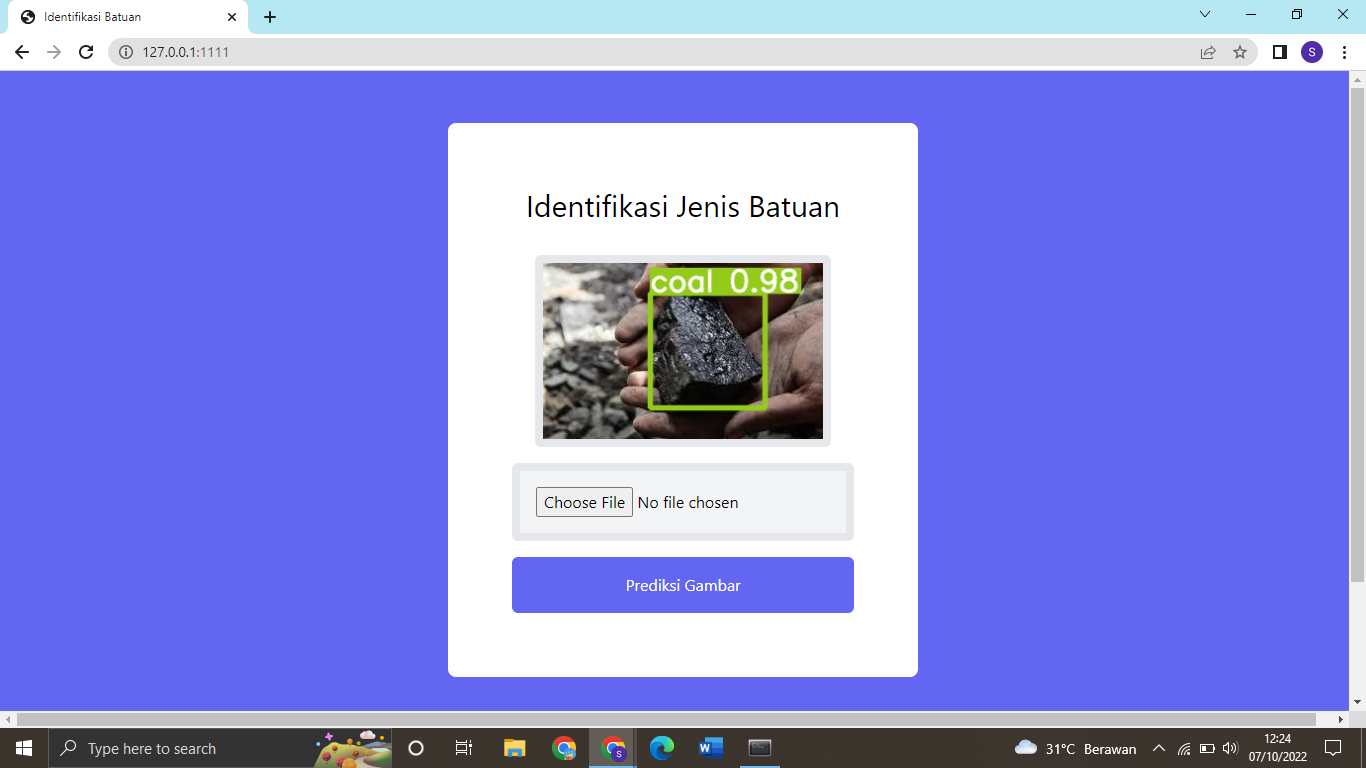 Identifikasi Batuan
127.0.0.1:1111
S
Identifikasi Jenis Batuan
coal 0.98
Choose File No file chosen
Prediksi Gambar
Type here to search
S
W
31°C Berawan
12:24
07/10/2022